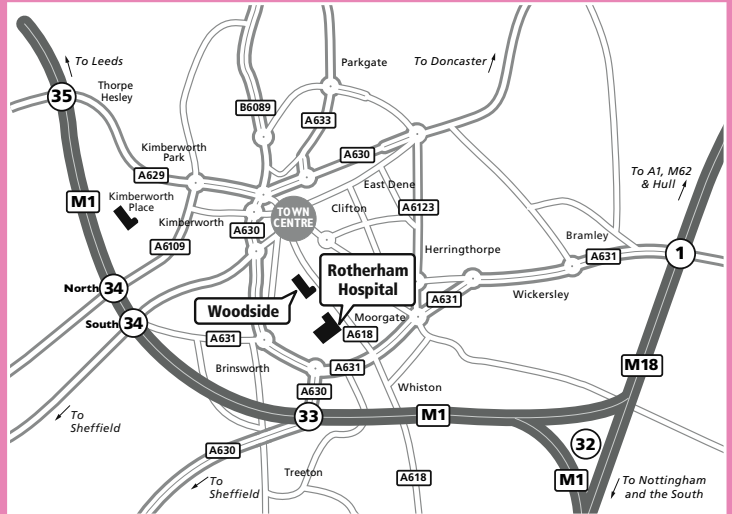 To Leeds
Parkgate
To Doncaster
35
Thorpe
Hesley
B6089
A633
Kimberworth
Park
A630
A629
To A1, M62
& Hull
East Dene
M1
Kimberworth
Place
Clifton
A6123
TOWN
CENTRE
Kimberworth
A630
Bramley
A6109
Herringthorpe
A631
1
Rotherham
Hospital
North
34
Wickersley
A631
Woodside
Moorgate
South
34
A618
A631
A631
Brinsworth
M18
A630
Whiston
To
Sheffield
33
M1
32
A630
Treeton
A618
M1
To
Sheffield
To Nottingham
and the South